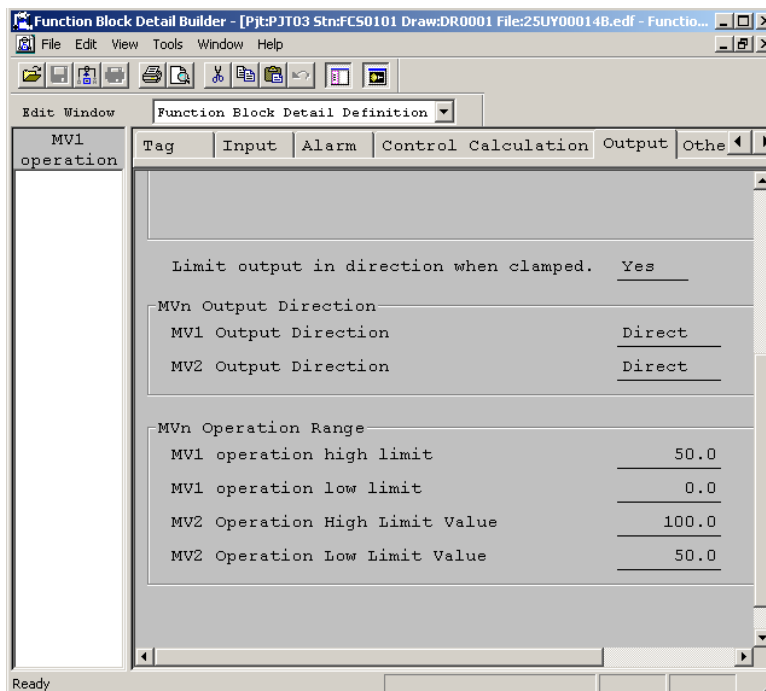 Function Block Detail Builder - [Pjt:PJT03 Stn:FCS0101 Draw:DR0001 File:25UY00014B.edf - Functio...
File Edit View Tools Window Help
Edit Window Function Block Detail Definition
MV1 operation
Tag Input Alarm Control Calculation Output Othe
Limit output in direction when clamped. Yes
MVn Output Direction
MV1 Output Direction Direct
MV2 Output Direction Direct
MVn Operation Range
MV1 operation high limit 50.0
MV1 operation low limit 0.0
MV2 Operation High Limit Value 100.0
MV2 Operation Low Limit Value 50.0
Ready